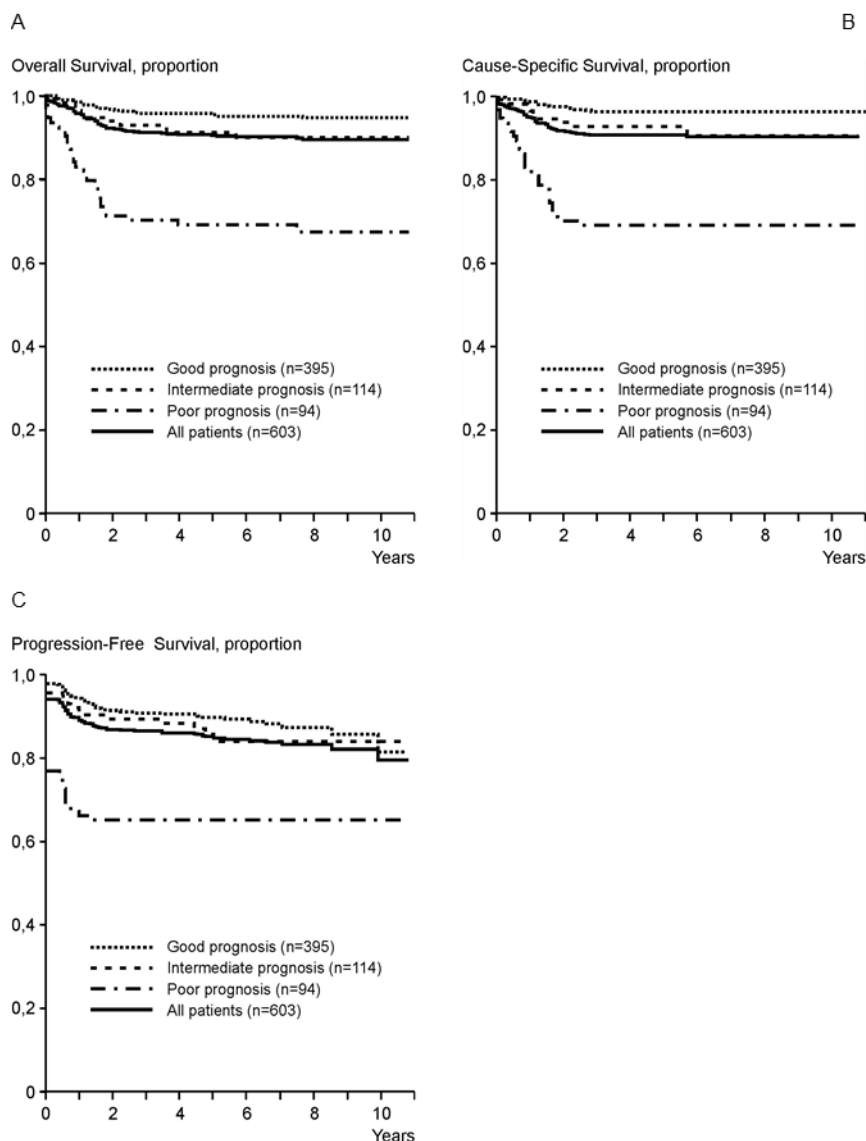 A
B
Overall Survival, proportion
1,0
0,8
0,6
0,4
0,2
0
Good prognosis (n=395)
Intermediate prognosis (n=114)
Poor prognosis (n=94)
All patients (n=603)
0 2 4 6 8 10
Years
Cause-Specific Survival, proportion
1,0
0,8
0,6
0,4
0,2
0
Good prognosis (n=395)
Intermediate prognosis (n=114)
Poor prognosis (n=94)
All patients (n=603)
0 2 4 6 8 10
Years
C
Progression-Free Survival, proportion
1,0
0,8
0,6
0,4
0,2
0
Good prognosis (n=395)
Intermediate prognosis (n=114)
Poor prognosis (n=94)
All patients (n=603)
0 2 4 6 8 10
Years